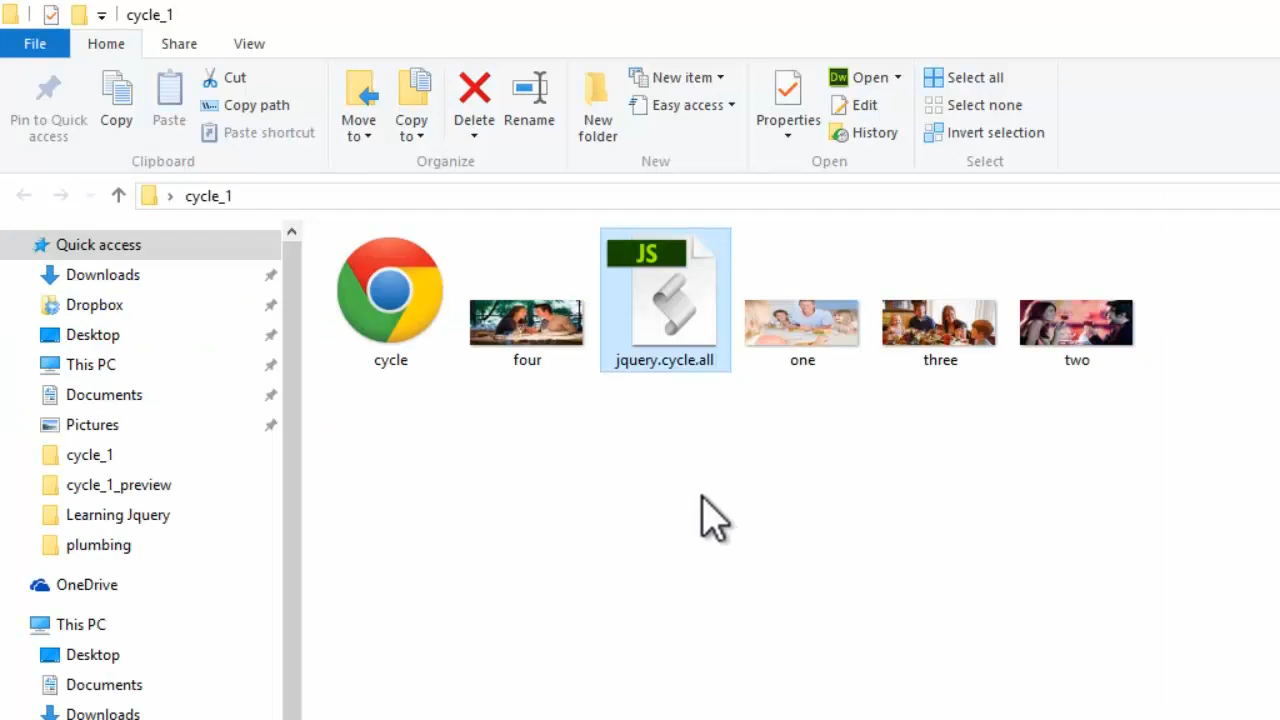 cycle_1
File
Home
Share
View
Pin to Quick access
Copy
Paste
Cut
Copy path
Paste shortcut
Clipboard
Move to
Copy to
Delete
Rename
Organize
New folder
New item
Easy access
New
Properties
Open
Edit
History
Open
Select all
Select none
Invert selection
Select
cycle_1
Quick access
Downloads
Dropbox
Desktop
This PC
Documents
Pictures
cycle_1
cycle_1_preview
Learning Jquery
plumbing
OneDrive
This PC
Desktop
Documents
Downloads
Dw
JS
cycle
four
jquery.cycle.all
one
three
two